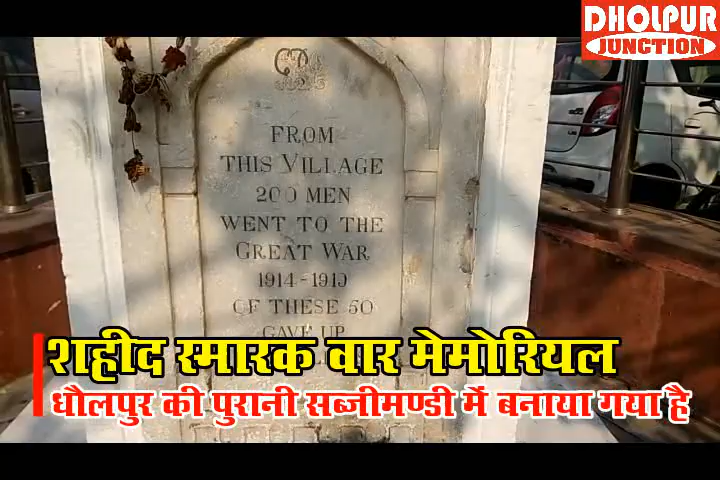 DHOLPUR
JUNCTION
FROM
THIS VILLAGE
200 MEN
WENT TO THE
GREAT WAR
1914-1919
OF THESE 50
GAVE UP
शहीद स्मारक वार मेमोरियल
धौलपुर की पुरानी सब्जीमण्डी में बनाया गया है